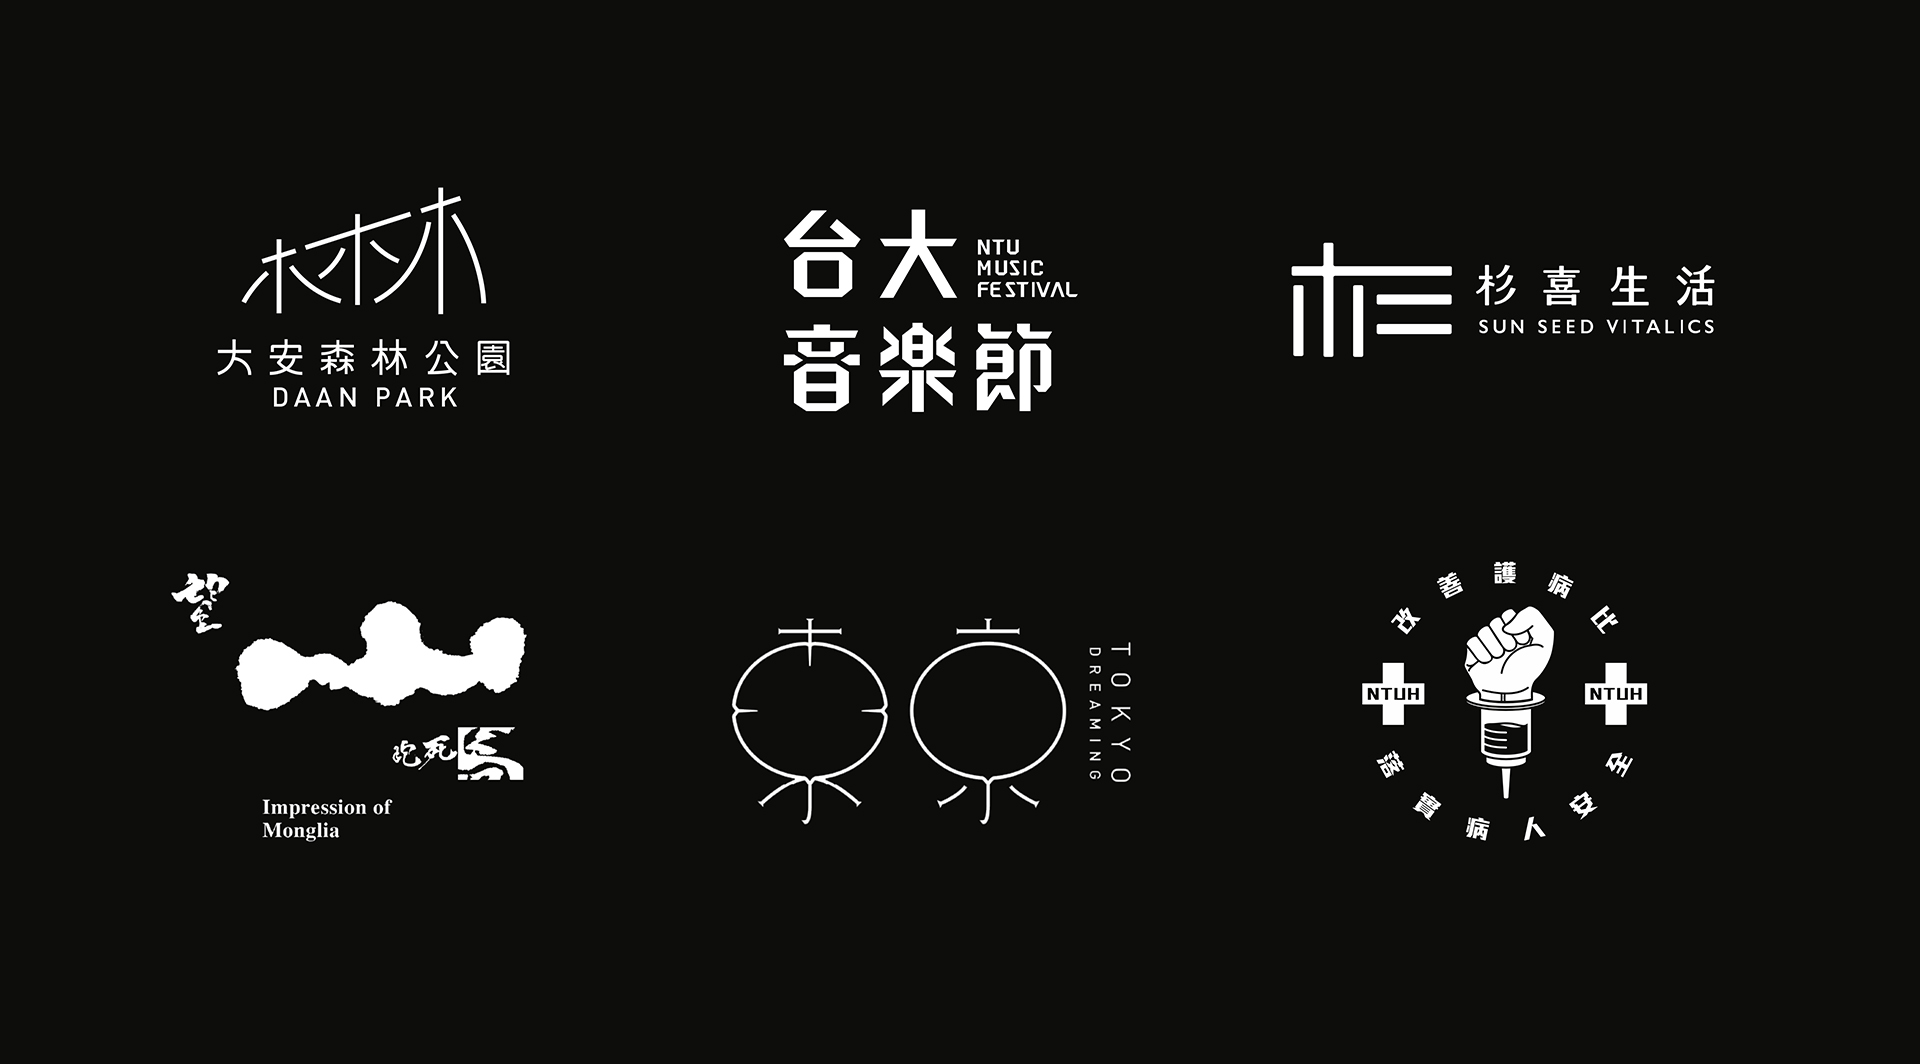 大安森林公園
DAAN PARK
台大
NTU
MUSIC
FESTIVAL
音楽節
杉
杉喜生活
SUN SEED VITALICS
望
跑死馬
Impression of
Monglia
東京
TOKYO
DREAMING
改善護病比
NTUH
NTUH
落實病人安全